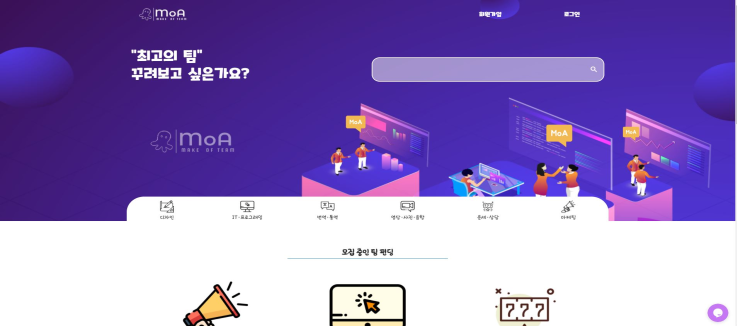 MOA
MAKE OF TEAM
회원가입
로그인
"최고의 팀"
꾸려보고 싶은가요?
MoA
MoA
MoA
MOA
MAKE OF TEAM
디자인
IT·프로그래밍
번역·통역
영상·사진·음향
운세·상담
마케팅
모집 중인 팀 펀딩
7 7 7